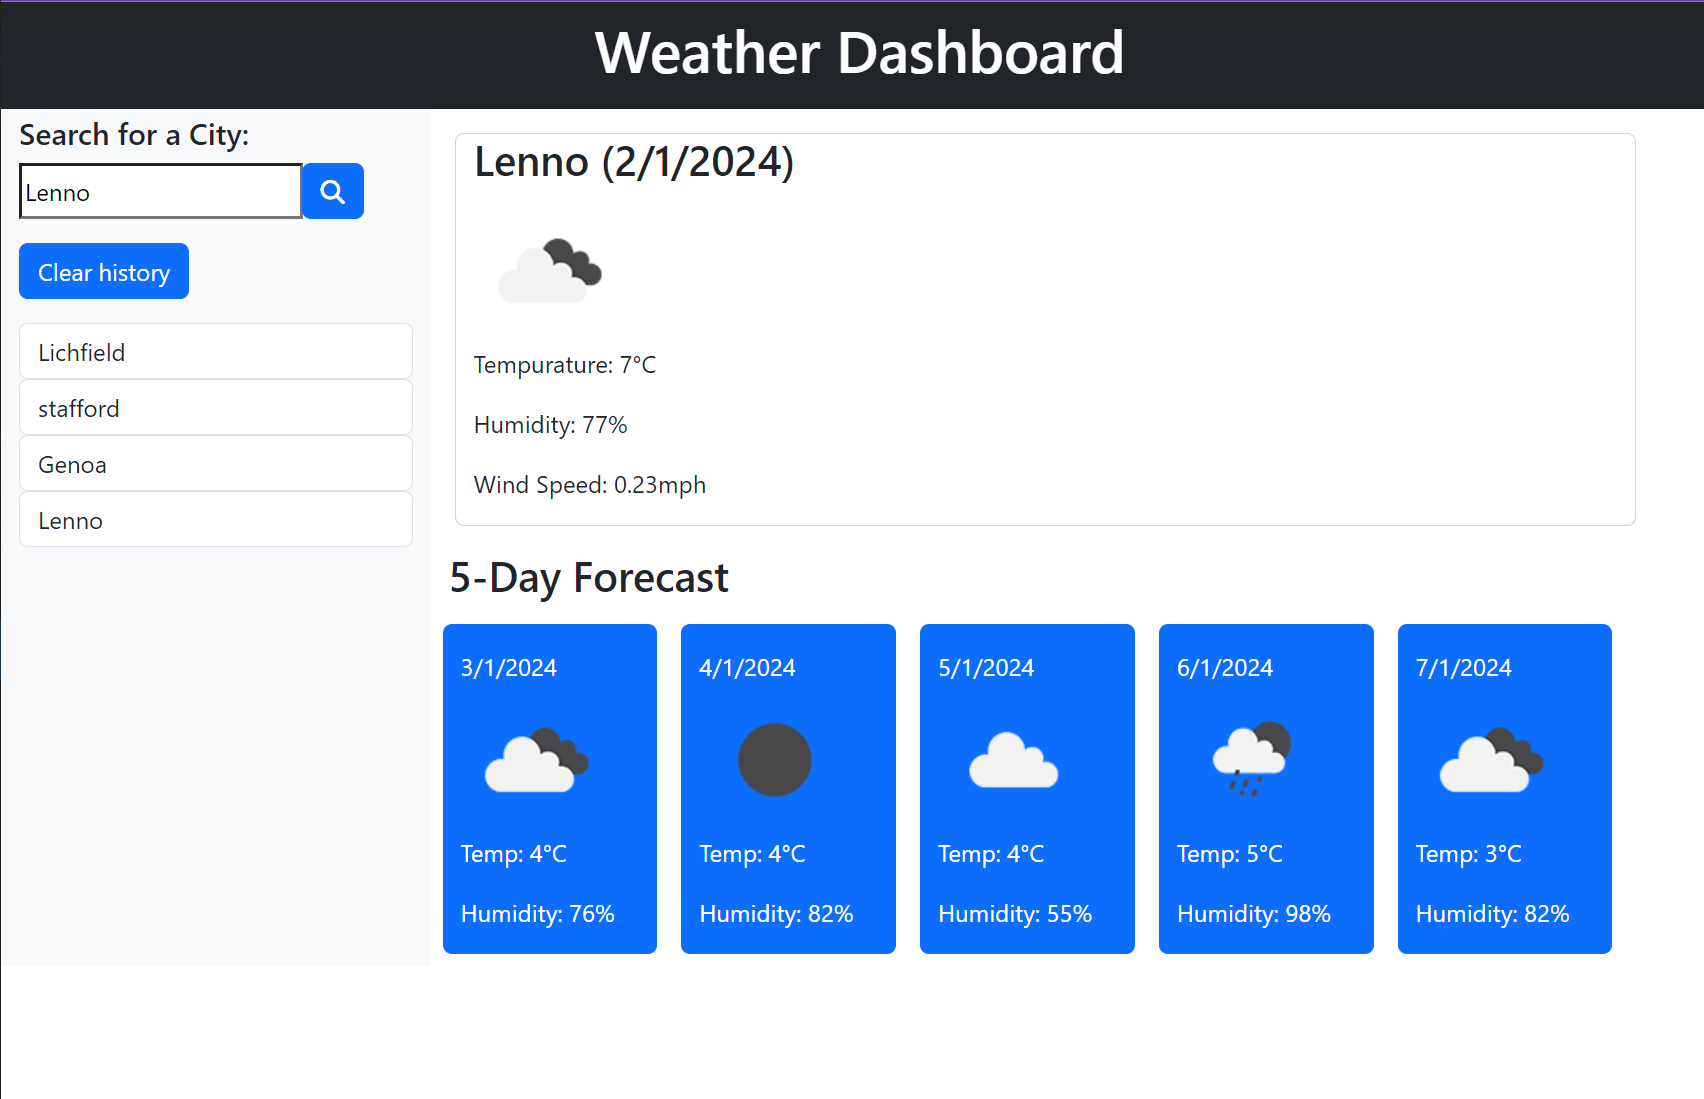 Weather Dashboard
Search for a City:
Lenno
Clear history
Lichfield
stafford
Genoa
Lenno
Lenno (2/1/2024)
Tempurature: 7°C
Humidity: 77%
Wind Speed: 0.23mph
5-Day Forecast
3/1/2024
Temp: 4°C
Humidity: 76%
4/1/2024
Temp: 4°C
Humidity: 82%
5/1/2024
Temp: 4°C
Humidity: 55%
6/1/2024
Temp: 5°C
Humidity: 98%
7/1/2024
Temp: 3°C
Humidity: 82%